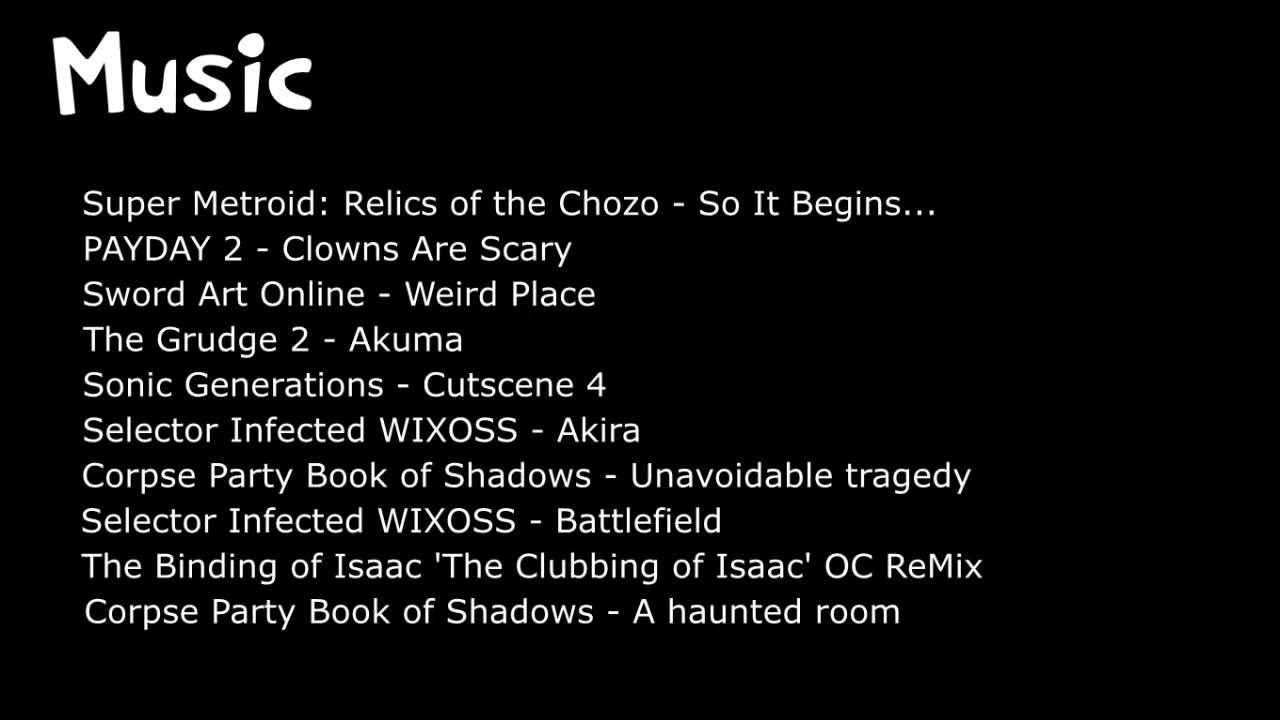 Music
Super Metroid: Relics of the Chozo - So It Begins...
PAYDAY 2 - Clowns Are Scary
Sword Art Online - Weird Place
The Grudge 2 - Akuma
Sonic Generations - Cutscene 4
Selector Infected WIXOSS - Akira
Corpse Party Book of Shadows - Unavoidable tragedy
Selector Infected WIXOSS - Battlefield
The Binding of Isaac 'The Clubbing of Isaac' OC ReMix
Corpse Party Book of Shadows - A haunted room